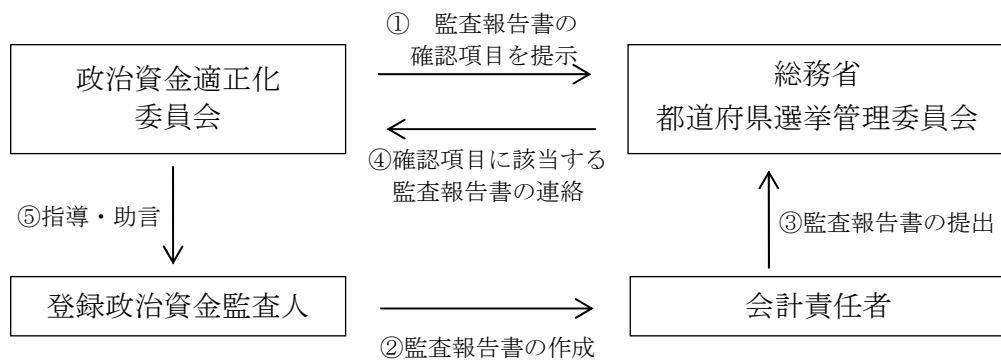 ① 監査報告書の
確認項目を提示
政治資金適正化
委員会
総務省
都道府県選挙管理委員会
④確認項目に該当する
監査報告書の連絡
⑤指導・助言
③監査報告書の提出
登録政治資金監査人
会計責任者
②監査報告書の作成